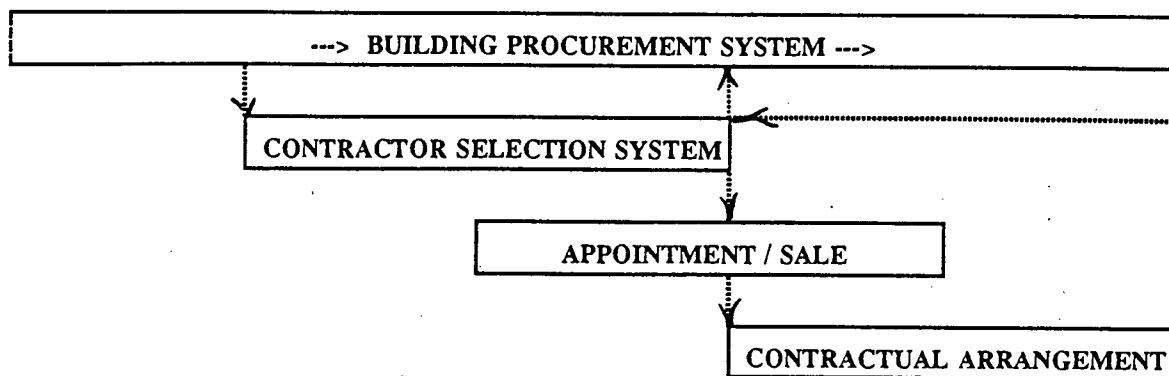 ---> BUILDING PROCUREMENT SYSTEM --->
CONTRACTOR SELECTION SYSTEM
APPOINTMENT / SALE
CONTRACTUAL ARRANGEMENT